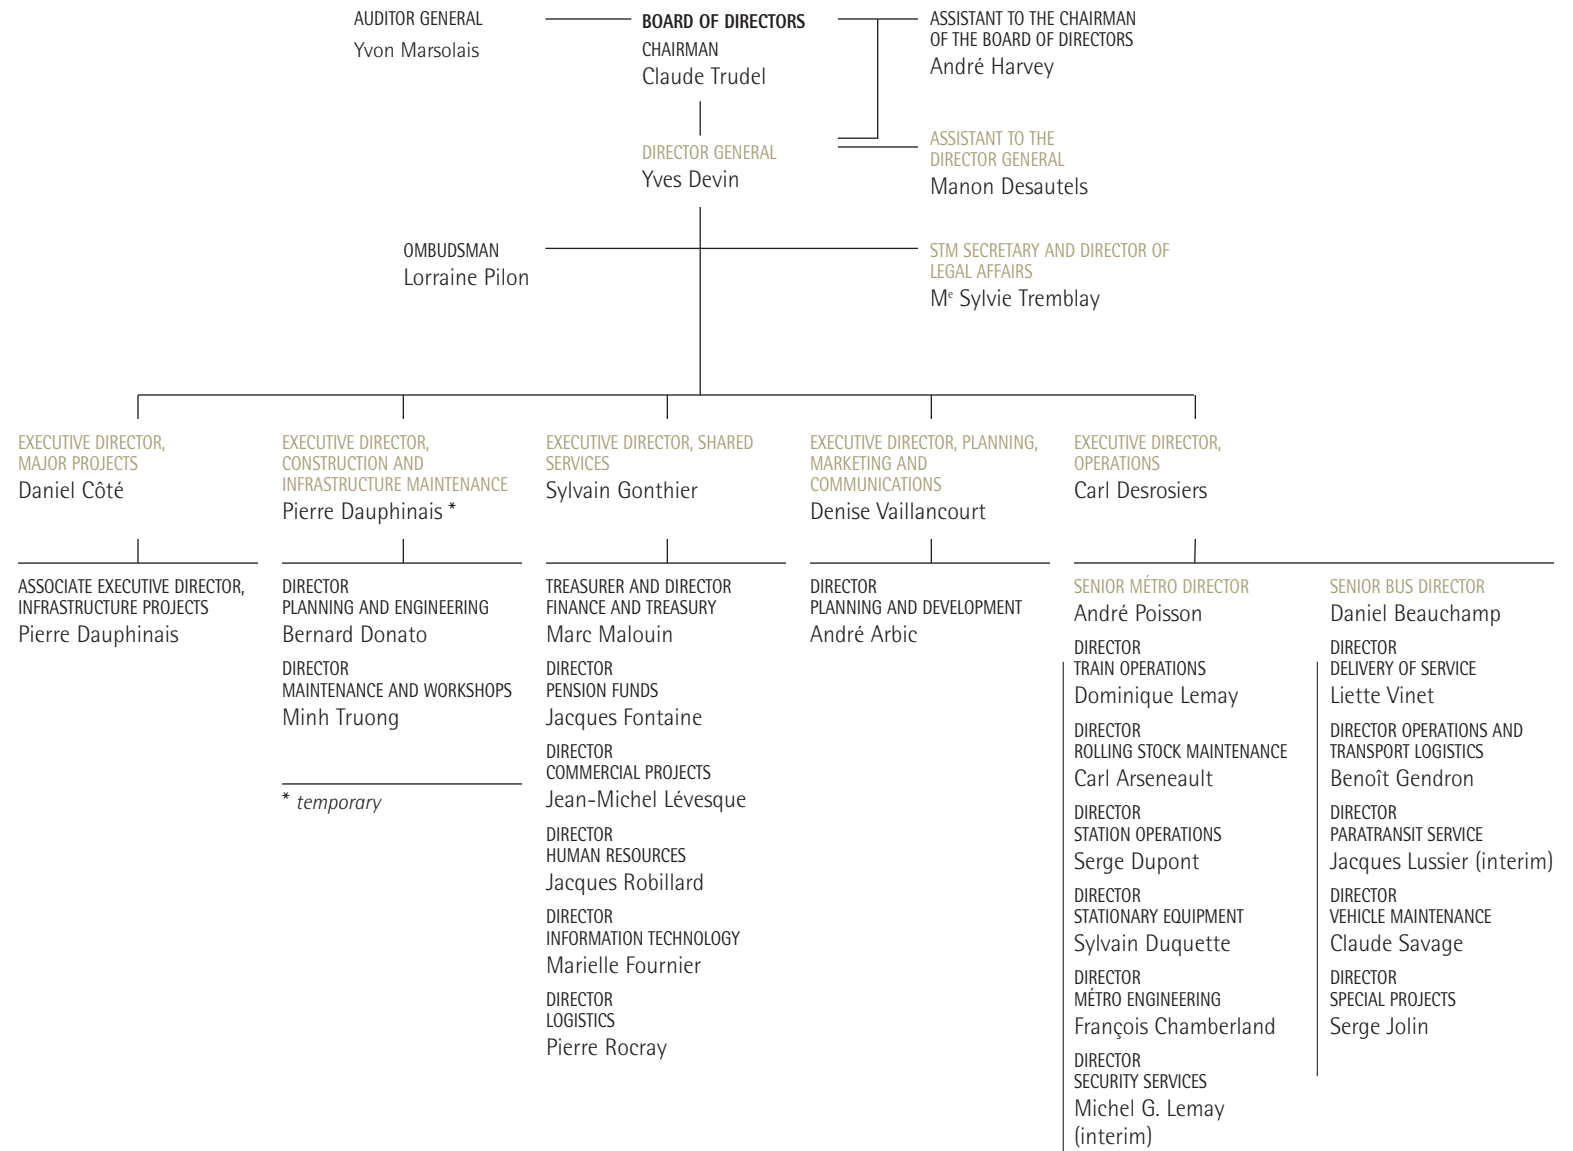 AUDITOR GENERAL
Yvon Marsolais
BOARD OF DIRECTORS
CHAIRMAN
Claude Trudel
ASSISTANT TO THE CHAIRMAN
OF THE BOARD OF DIRECTORS
André Harvey
DIRECTOR GENERAL
Yves Devin
ASSISTANT TO THE
DIRECTOR GENERAL
Manon Desautels
OMBUDSMAN
Lorraine Pilon
STM SECRETARY AND DIRECTOR OF
LEGAL AFFAIRS
Mᵉ Sylvie Tremblay
EXECUTIVE DIRECTOR,
MAJOR PROJECTS
Daniel Côté
ASSOCIATE EXECUTIVE DIRECTOR,
INFRASTRUCTURE PROJECTS
Pierre Dauphinais
EXECUTIVE DIRECTOR,
CONSTRUCTION AND
INFRASTRUCTURE MAINTENANCE
Pierre Dauphinais *
DIRECTOR
PLANNING AND ENGINEERING
Bernard Donato
DIRECTOR
MAINTENANCE AND WORKSHOPS
Minh Truong
* temporary
EXECUTIVE DIRECTOR, SHARED
SERVICES
Sylvain Gonthier
TREASURER AND DIRECTOR
FINANCE AND TREASURY
Marc Malouin
DIRECTOR
PENSION FUNDS
Jacques Fontaine
DIRECTOR
COMMERCIAL PROJECTS
Jean-Michel Lévesque
DIRECTOR
HUMAN RESOURCES
Jacques Robillard
DIRECTOR
INFORMATION TECHNOLOGY
Marielle Fournier
DIRECTOR
LOGISTICS
Pierre Rocray
EXECUTIVE DIRECTOR, PLANNING,
MARKETING AND
COMMUNICATIONS
Denise Vaillancourt
DIRECTOR
PLANNING AND DEVELOPMENT
André Arbic
EXECUTIVE DIRECTOR,
OPERATIONS
Carl Desrosiers
SENIOR MÉTRO DIRECTOR
André Poisson
DIRECTOR
TRAIN OPERATIONS
Dominique Lemay
DIRECTOR
ROLLING STOCK MAINTENANCE
Carl Arseneault
DIRECTOR
STATION OPERATIONS
Serge Dupont
DIRECTOR
STATIONARY EQUIPMENT
Sylvain Duquette
DIRECTOR
MÉTRO ENGINEERING
François Chamberland
DIRECTOR
SECURITY SERVICES
Michel G. Lemay
(interim)
SENIOR BUS DIRECTOR
Daniel Beauchamp
DIRECTOR
DELIVERY OF SERVICE
Liette Vinet
DIRECTOR OPERATIONS AND
TRANSPORT LOGISTICS
Benoît Gendron
DIRECTOR
PARATRANSIT SERVICE
Jacques Lussier (interim)
DIRECTOR
VEHICLE MAINTENANCE
Claude Savage
DIRECTOR
SPECIAL PROJECTS
Serge Jolin